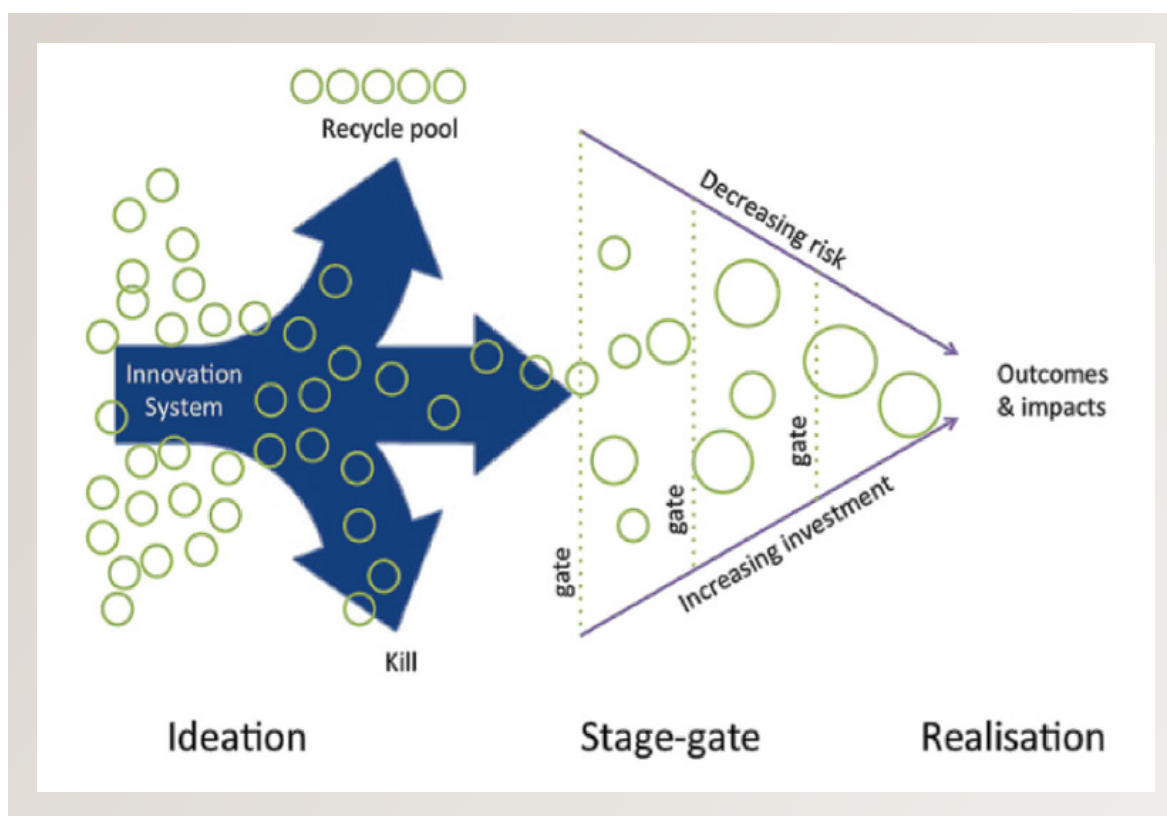 Recycle pool
Decreasing risk
Innovation
System
Outcomes
& impacts
gate
gate
gate
Increasing investment
Kill
Ideation
Stage-gate
Realisation